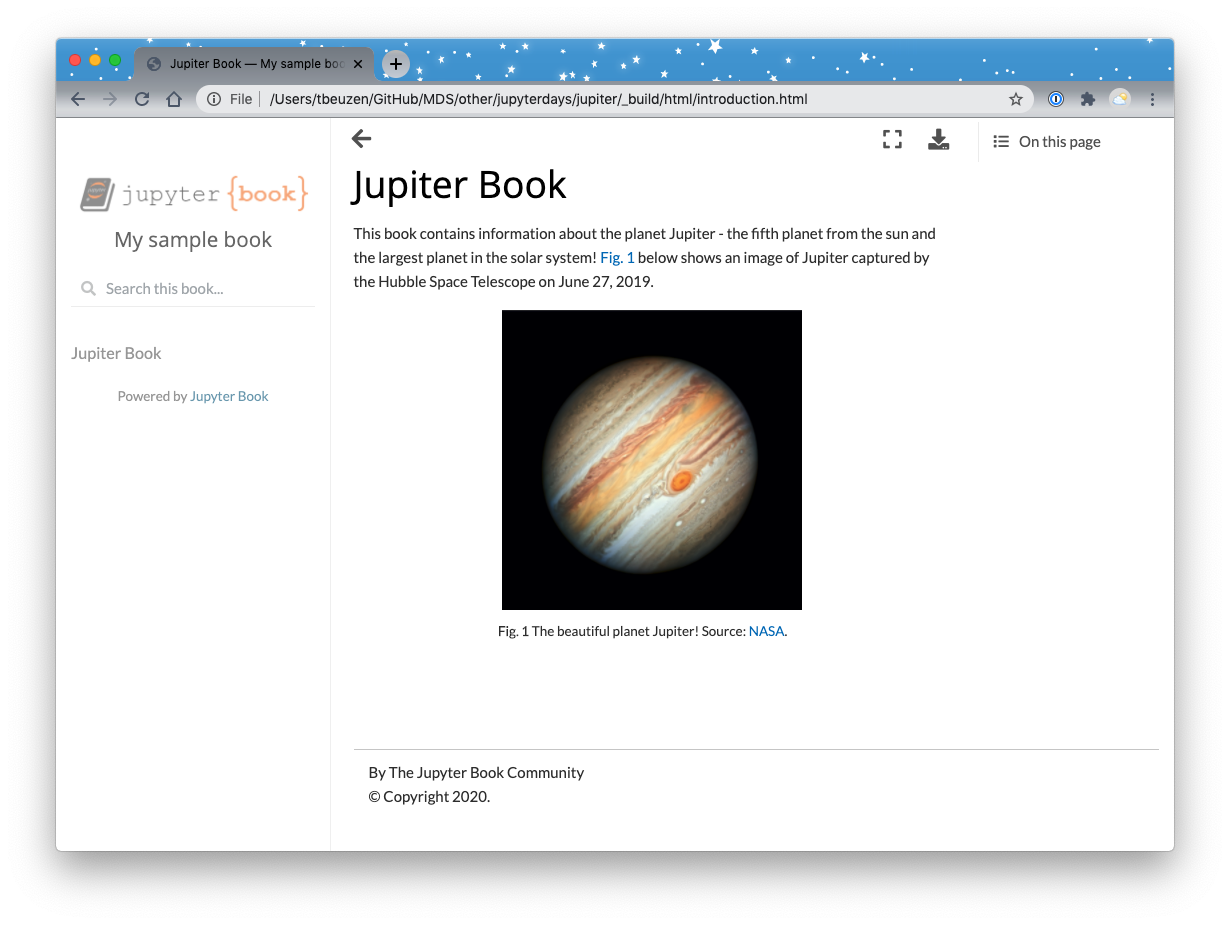 Jupiter Book — My sample boo
File /Users/tbeuzen/GitHub/MDS/other/jupyterdays/jupiter/_build/html/introduction.html
jupyter {book}
My sample book
Search this book...
Jupiter Book
Powered by Jupyter Book
On this page
Jupiter Book
This book contains information about the planet Jupiter - the fifth planet from the sun and
the largest planet in the solar system! Fig. 1 below shows an image of Jupiter captured by
the Hubble Space Telescope on June 27, 2019.
Fig. 1 The beautiful planet Jupiter! Source: NASA.
By The Jupyter Book Community
© Copyright 2020.